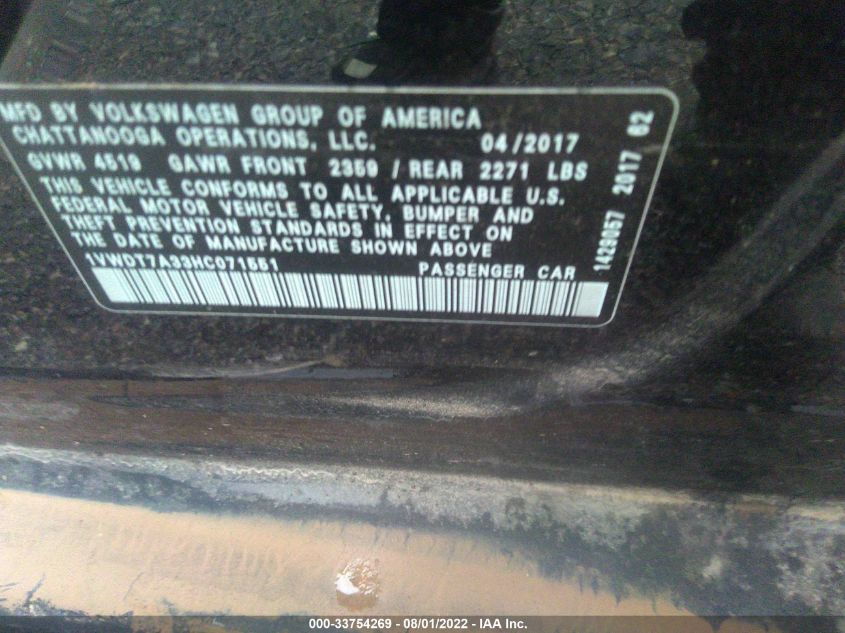 MFD BY VOLKSWAGEN GROUP OF AMERICA
CHATTANOOGA OPERATIONS, LLC. 04/2017
GVWR 4519 GAWR FRONT 2359 / REAR 2271 LBS
THIS VEHICLE CONFORMS TO ALL APPLICABLE U.S.
FEDERAL MOTOR VEHICLE SAFETY, BUMPER AND
THEFT PREVENTION STANDARDS IN EFFECT ON
THE DATE OF MANUFACTURE SHOWN ABOVE
1VWDT7A33HC071551 PASSENGER CAR
14293057 2017 62
000-33754269 - 08/01/2022 - IAA Inc.